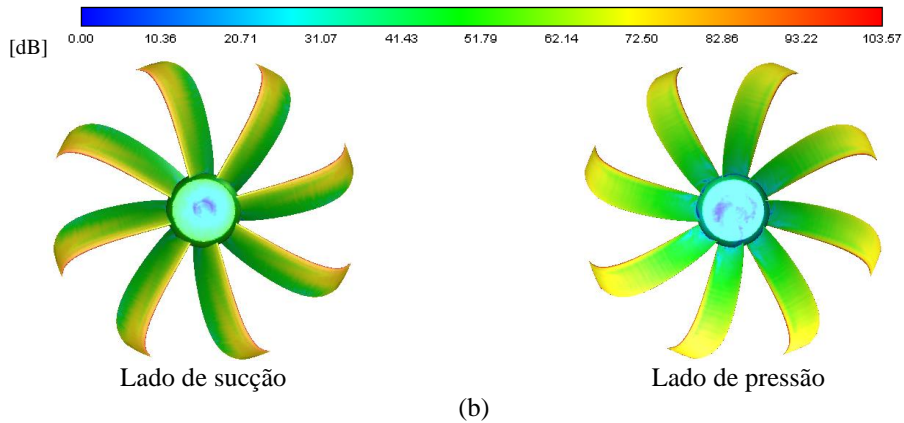 0.00 10.36 20.71 31.07 41.43 51.79 62.14 72.50 82.86 93.22 103.57
[dB]
Lado de sucção Lado de pressão
(b)